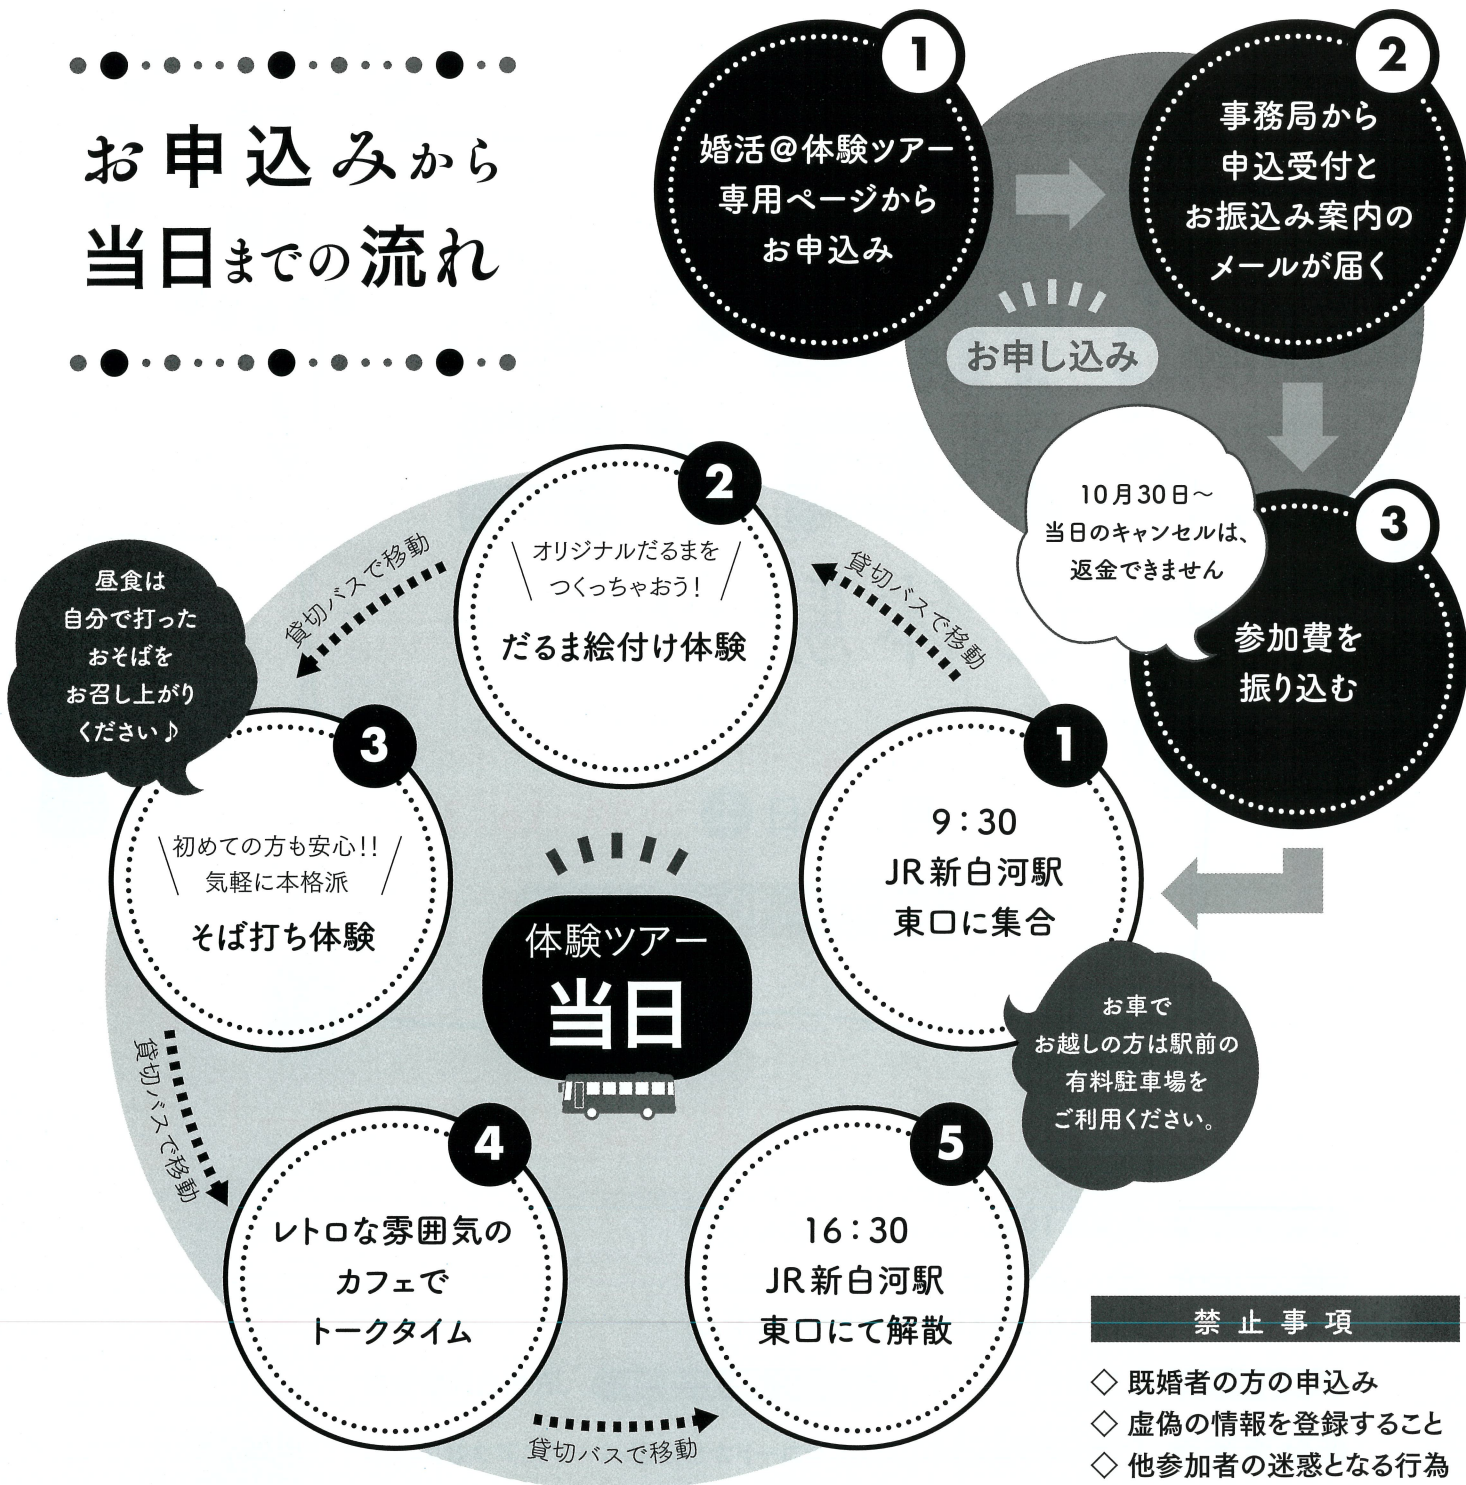 お申込みから
当日までの流れ
1
婚活@体験ツアー
専用ページから
お申込み
2
事務局から
申込受付と
お振込み案内の
メールが届く
お申し込み
3
参加費を
振り込む
10月30日～
当日のキャンセルは、
返金できません
体験ツアー
当日
1
9：30
JR新白河駅
東口に集合
お車で
お越しの方は駅前の
有料駐車場を
ご利用ください。
貸切バスで移動
2
オリジナルだるまを
つくっちゃおう！
だるま絵付け体験
貸切バスで移動
3
初めての方も安心！！
気軽に本格派
そば打ち体験
昼食は
自分で打った
おそばを
お召し上がり
ください♪
貸切バスで移動
4
レトロな雰囲気の
カフェで
トークタイム
貸切バスで移動
5
16：30
JR新白河駅
東口にて解散
禁止事項
◇ 既婚者の方の申込み
◇ 虚偽の情報を登録すること
◇ 他参加者の迷惑となる行為